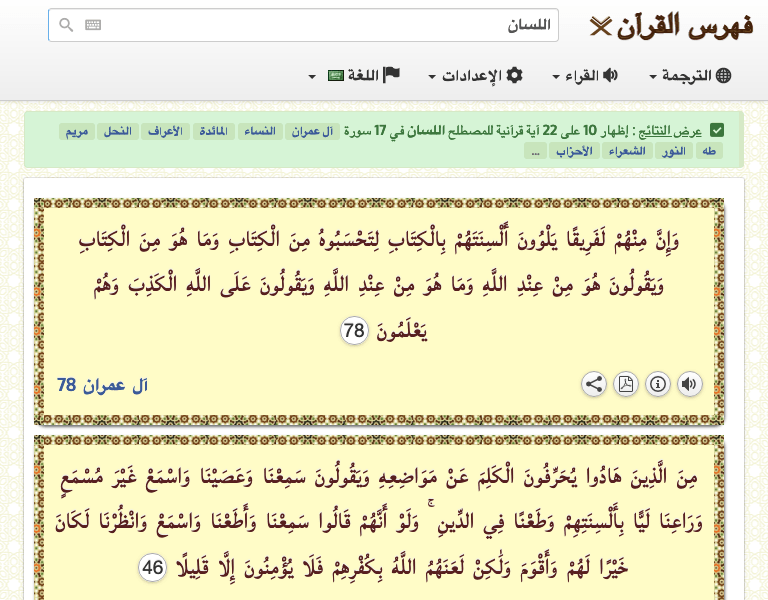 فهرس القرآن
اللسان
الترجمة
القراء
الإعدادات
اللغة
عرض النتائج : إظهار 10 على 22 آية قرآنية للمصطلح اللسان في 17 سورة آل عمران النساء المائدة الأعراف النحل مريم
طه النور الشعراء الأحزاب ...
وَإِنَّ مِنْهُمْ لَفَرِيقًا يَلْوُونَ أَلْسِنَتَهُمْ بِالْكِتَابِ لِتَحْسَبُوهُ مِنَ الْكِتَابِ وَمَا هُوَ مِنَ الْكِتَابِ
وَيَقُولُونَ هُوَ مِنْ عِنْدِ اللَّهِ وَمَا هُوَ مِنْ عِنْدِ اللَّهِ وَيَقُولُونَ عَلَى اللَّهِ الْكَذِبَ وَهُمْ
يَعْلَمُونَ 78
آل عمران 78
مِنَ الَّذِينَ هَادُوا يُحَرِّفُونَ الْكَلِمَ عَنْ مَوَاضِعِهِ وَيَقُولُونَ سَمِعْنَا وَعَصَيْنَا وَاسْمَعْ غَيْرَ مُسْمَعٍ
وَرَاعِنَا لَيًّا بِأَلْسِنَتِهِمْ وَطَعْنًا فِي الدِّينِ ۚ وَلَوْ أَنَّهُمْ قَالُوا سَمِعْنَا وَأَطَعْنَا وَاسْمَعْ وَانْظُرْنَا لَكَانَ
خَيْرًا لَهُمْ وَأَقْوَمَ وَلَٰكِنْ لَعَنَهُمُ اللَّهُ بِكُفْرِهِمْ فَلَا يُؤْمِنُونَ إِلَّا قَلِيلًا 46